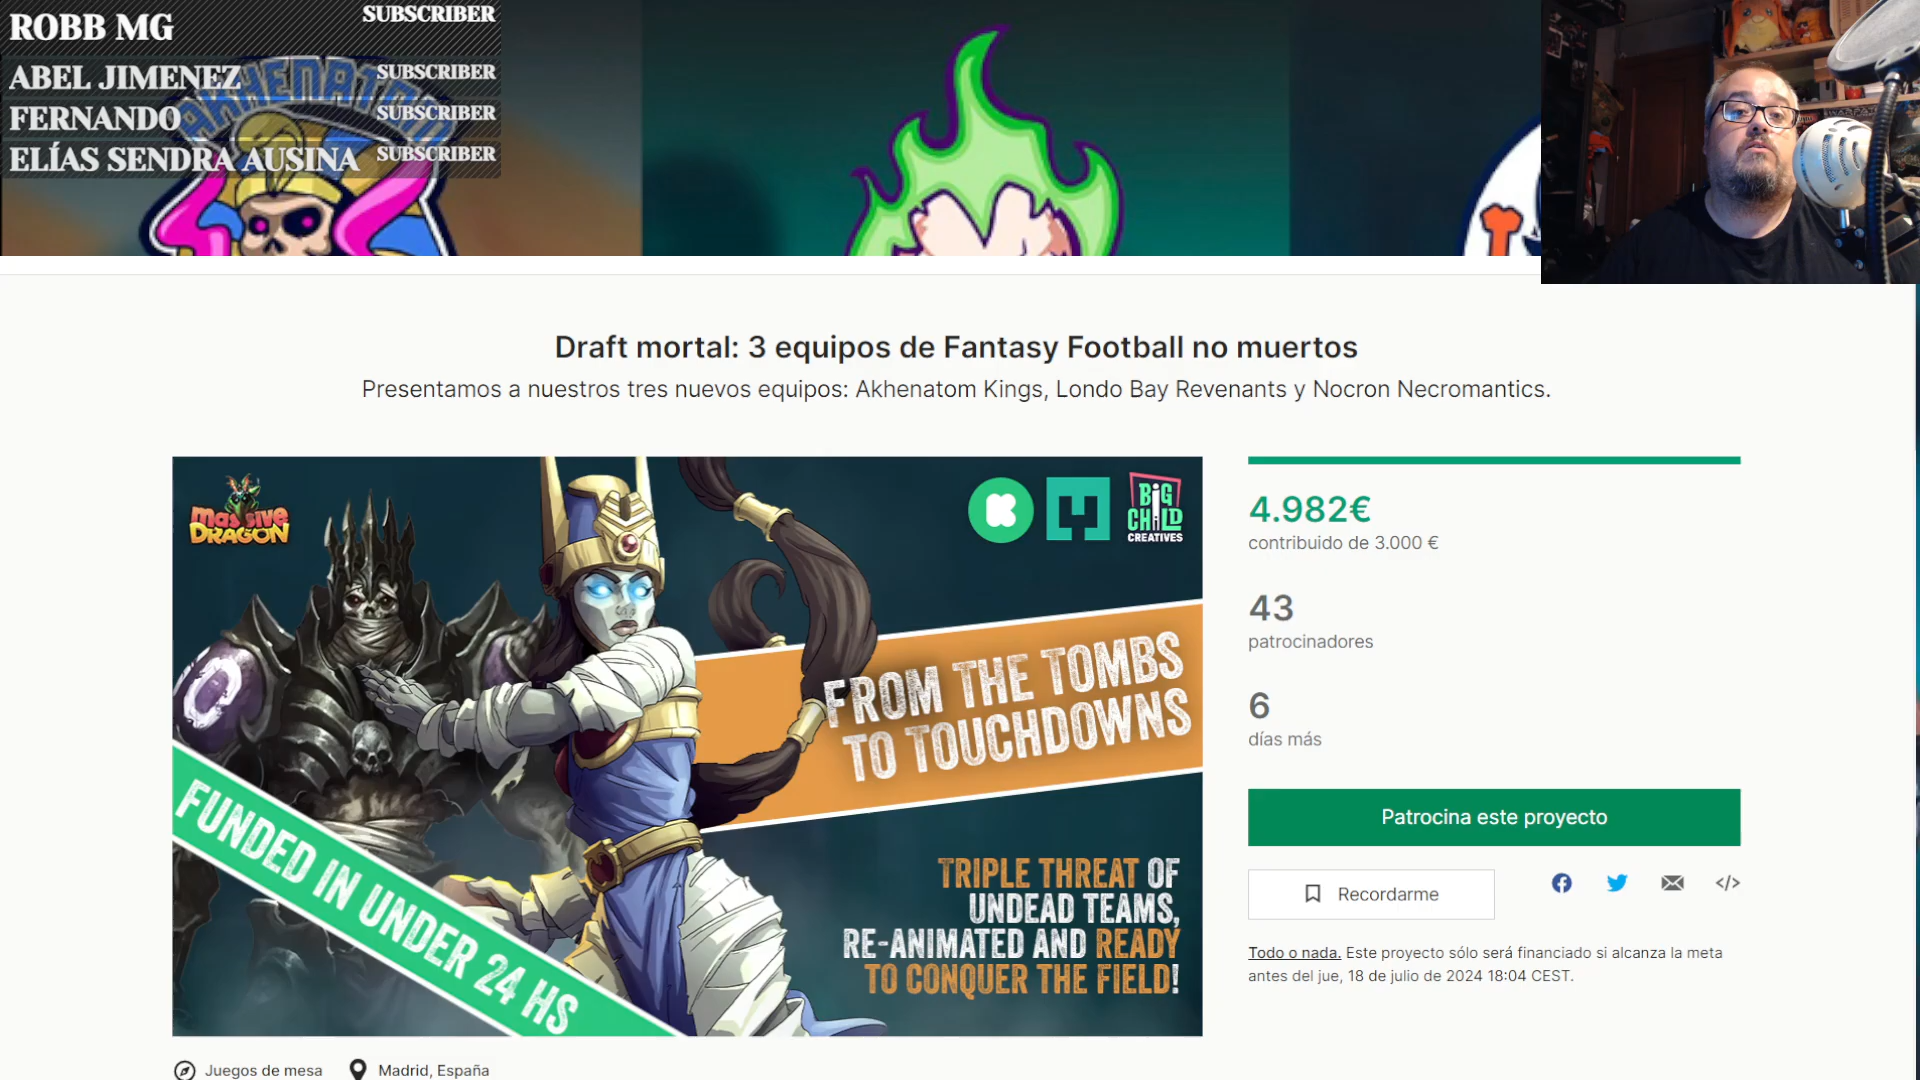 ROBB MG SUBSCRIBER
ABEL JIMENEZ SUBSCRIBER
FERNANDO SUBSCRIBER
ELÍAS SENDRA AUSINA SUBSCRIBER
AKHENATOM
Draft mortal: 3 equipos de Fantasy Football no muertos
Presentamos a nuestros tres nuevos equipos: Akhenatom Kings, Londo Bay Revenants y Nocron Necromantics.
massive
DRAGON
K
BIG
CHILD
CREATIVES
FROM THE TOMBS
TO TOUCHDOWNS
FUNDED IN UNDER 24 HS
TRIPLE THREAT OF
UNDEAD TEAMS,
RE-ANIMATED AND READY
TO CONQUER THE FIELD!
4.982€
contribuido de 3.000 €
43
patrocinadores
6
días más
Patrocina este proyecto
Recordarme
Todo o nada. Este proyecto sólo será financiado si alcanza la meta
antes del jue, 18 de julio de 2024 18:04 CEST.
Juegos de mesa
Madrid, España